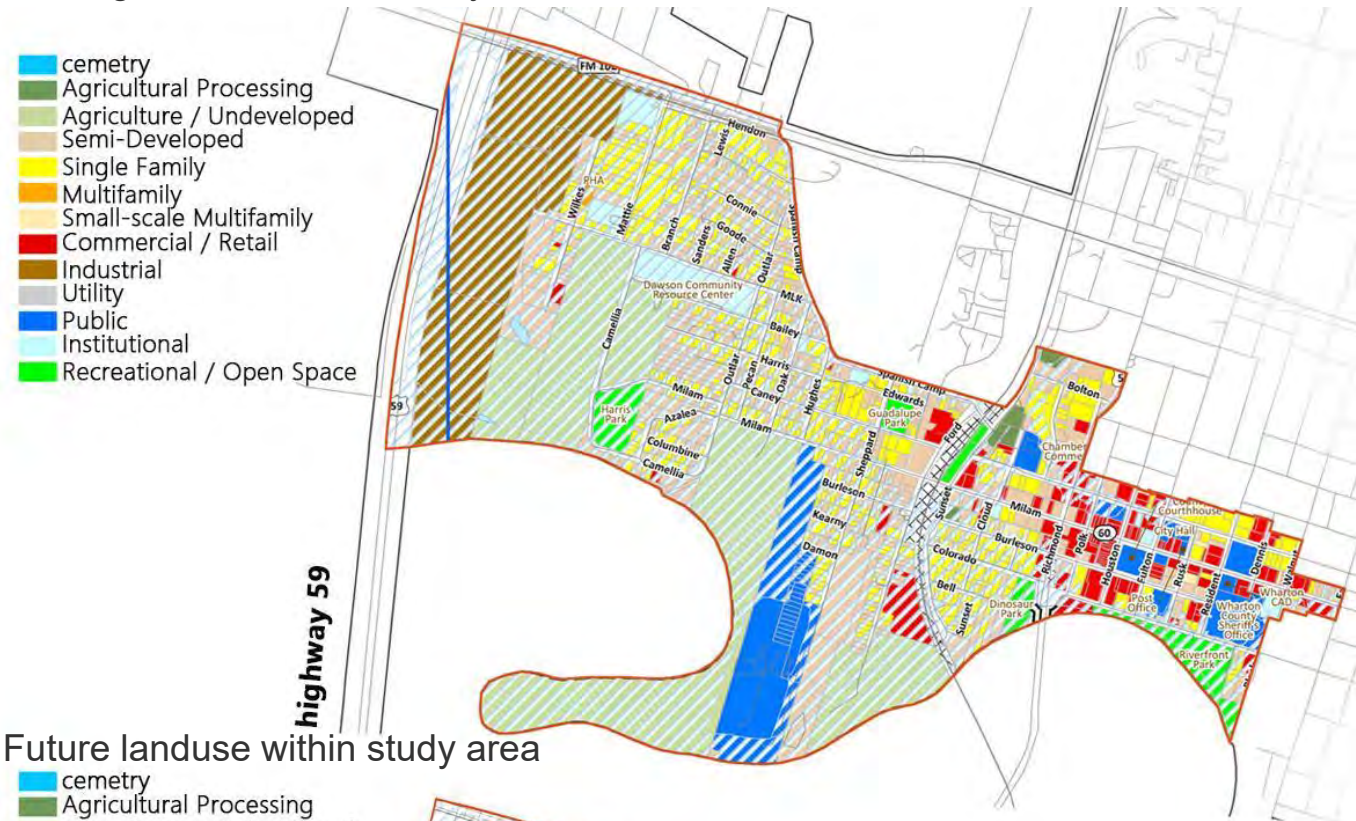 cemetry
Agricultural Processing
Agriculture / Undeveloped
Semi-Developed
Single Family
Multifamily
Small-scale Multifamily
Commercial / Retail
Industrial
Utility
Public
Institutional
Recreational / Open Space
Hendon
Lewis
PHA
Wilkes
Mattie
Branch
Sanders
Connie
Goode
Allen
Outlar
Spanish Camp
MLK
Dawson Community
Resource Center
Camellia
Bailey
Harris
Outlar
Pecan
Oak
Caney
Hughes
Milam
Azalea
Milam
Harris
Park
Columbine
Camellia
59
Spanish Camp
Edwards
Guadalupe
Park
Ford
Bolton
Chamber
Sheppard
Burleson
Kearny
Damon
Sunset
Cloud
Milam
Burleson
Colorado
Bell
Sunset
Richmond
Polk
60
Houston
Fulton
Courthhouse
City Hall
Rusk
Resident
Dennis
Walnut
Wharton
CAD
Post
Office
Wharton
County
Sheriff's
Office
Dinosaur
Park
Riverfront
Park
highway 59
Future landuse within study area
cemetry
Agricultural Processing